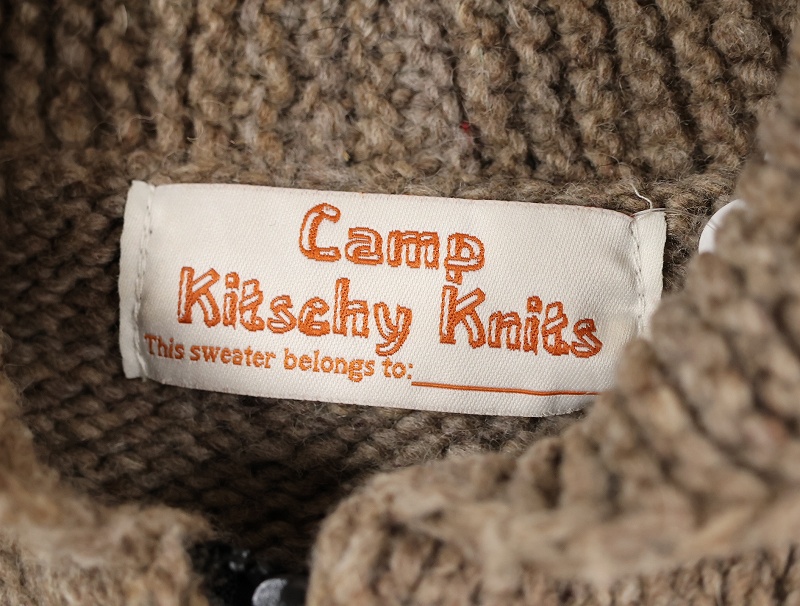 Camp
Kitschy Knits
This sweater belongs to: